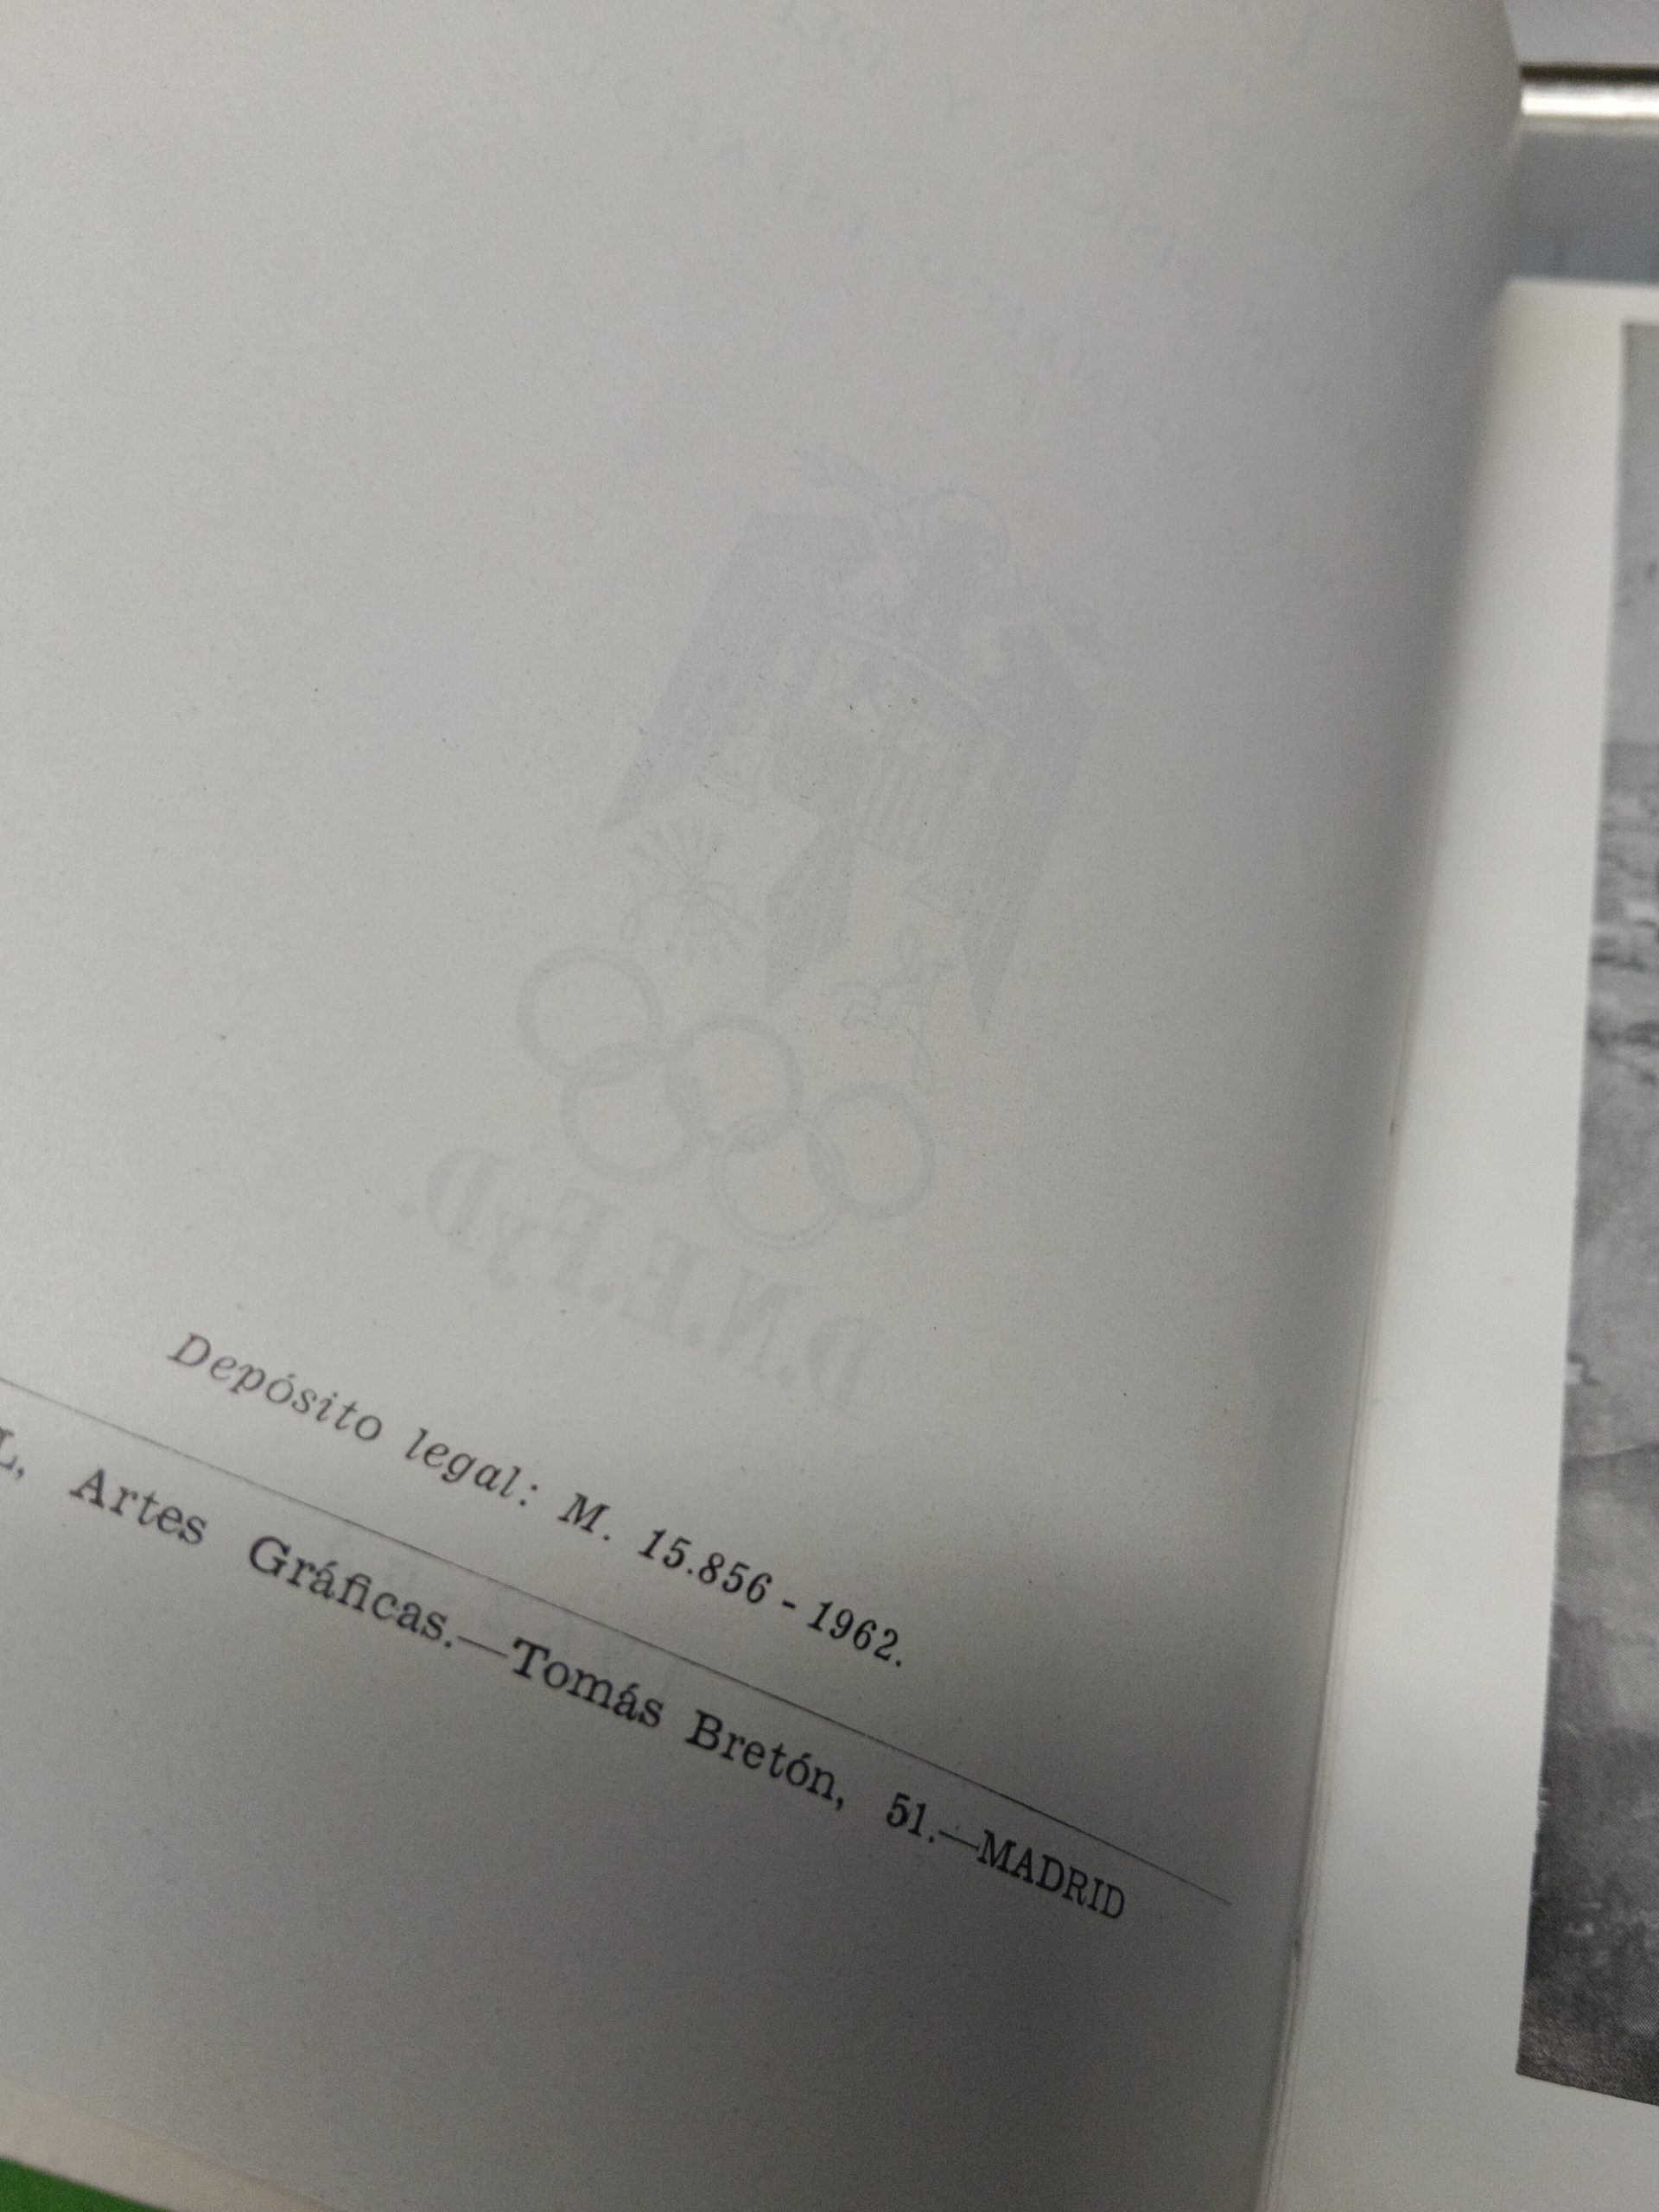 D.N.E.F.y D.
Depósito legal: M. 15.856 - 1962.
L, Artes Gráficas.—Tomás Bretón, 51.—MADRID